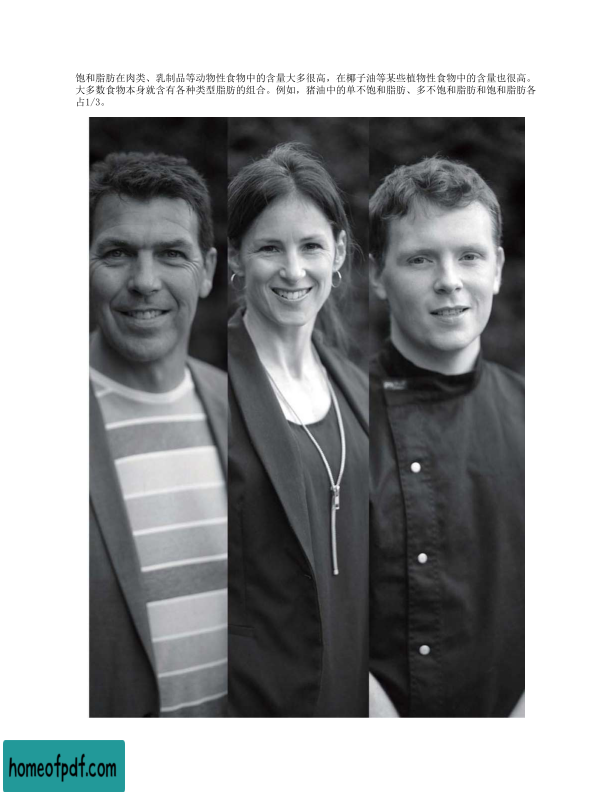 饱和脂肪在肉类、乳制品等动物性食物中的含量大多很高，在椰子油等某些植物性食物中的含量也很高。
大多数食物本身就含有各种类型脂肪的组合。例如，猪油中的单不饱和脂肪、多不饱和脂肪和饱和脂肪各
占1/3。
homeofpdf.com